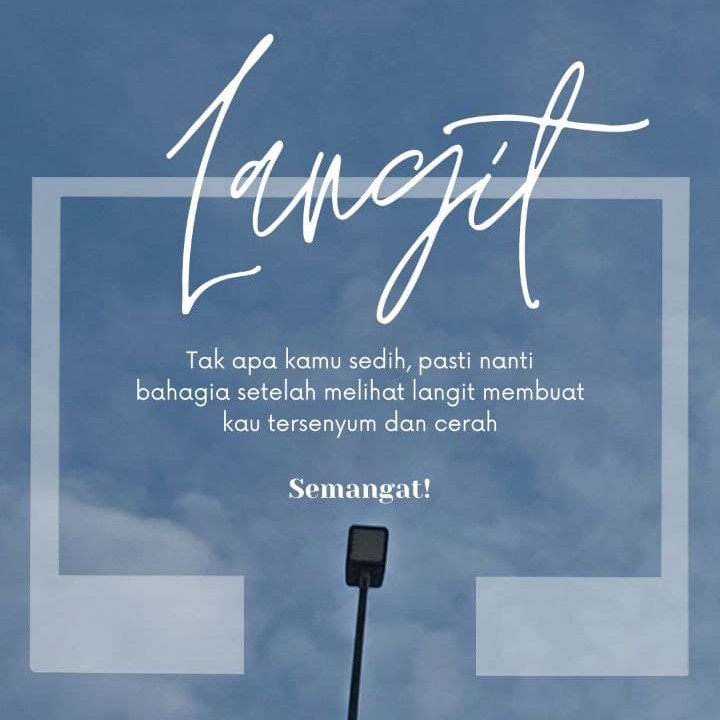 Langit
Tak apa kamu sedih, pasti nanti
bahagia setelah melihat langit membuat
kau tersenyum dan cerah
Semangat!